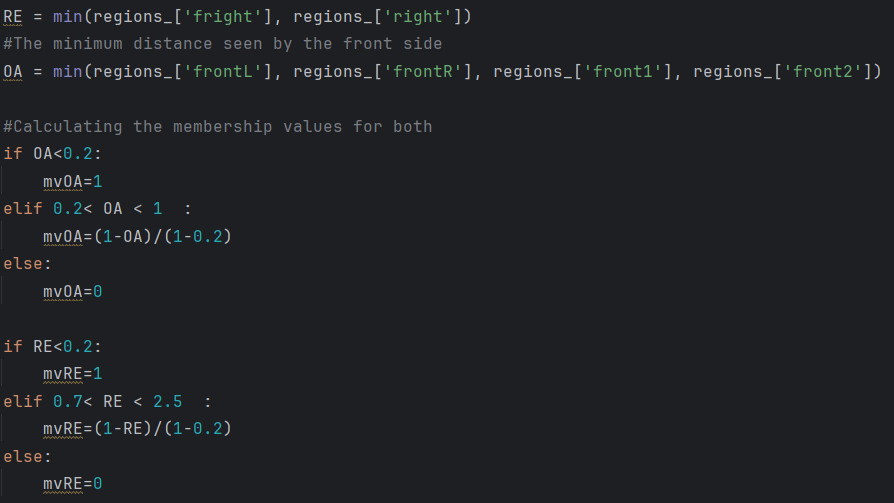 RE = min(regions_['fright'], regions_['right'])
#The minimum distance seen by the front side
OA = min(regions_['frontL'], regions_['frontR'], regions_['front1'], regions_['front2'])
#Calculating the membership values for both
if OA<0.2:
    mvOA=1
elif 0.2< OA < 1  :
    mvOA=(1-OA)/(1-0.2)
else:
    mvOA=0
if RE<0.2:
    mvRE=1
elif 0.7< RE < 2.5  :
    mvRE=(1-RE)/(1-0.2)
else:
    mvRE=0